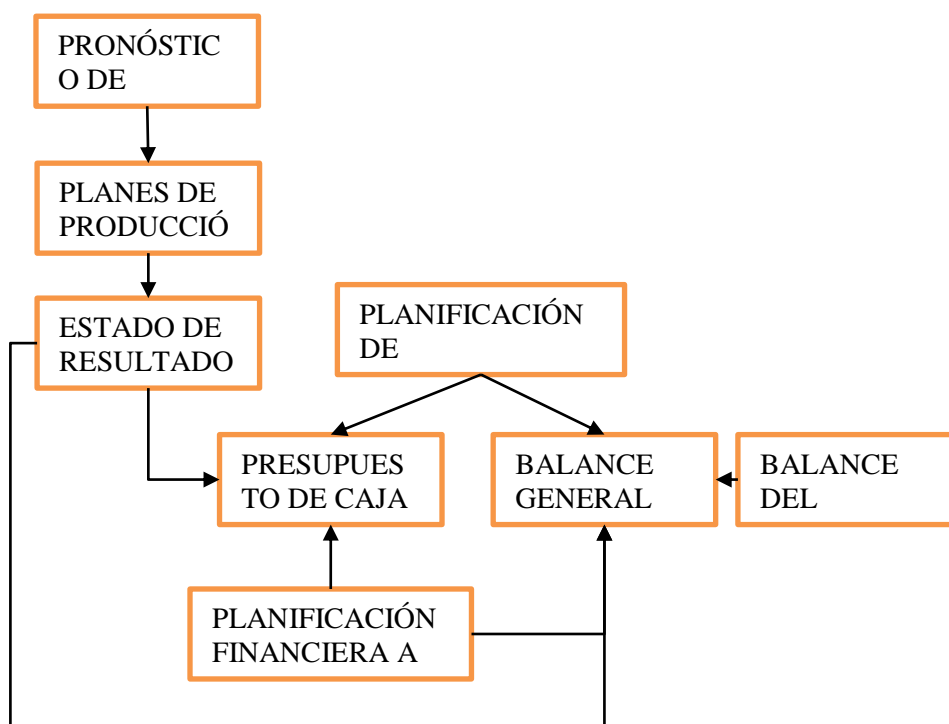 PRONÓSTIC
O DE
PLANES DE
PRODUCCIÓ
ESTADO DE
RESULTADO
PLANIFICACIÓN
DE
PRESUPUES
TO DE CAJA
BALANCE
GENERAL
BALANCE
DEL
PLANIFICACIÓN
FINANCIERA A